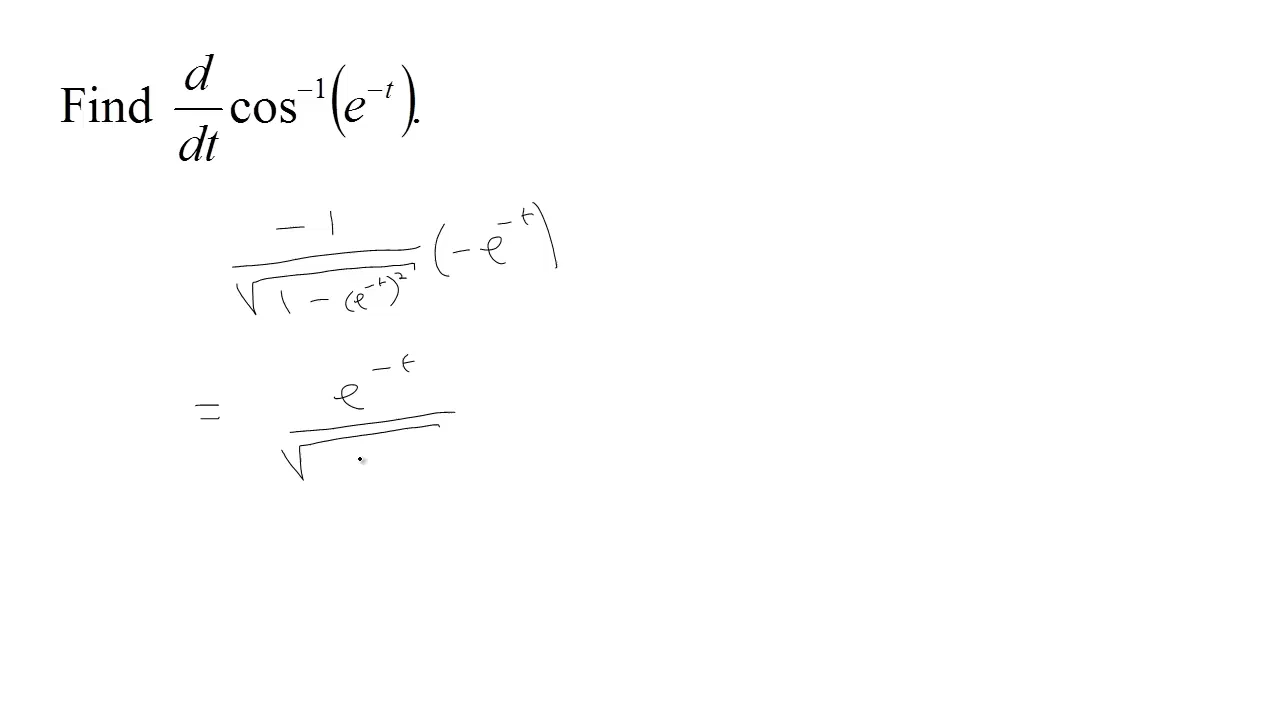 Find d/dt cos⁻¹(e⁻ᵗ).
-1/√(1-(e⁻ᵗ)²) (-e⁻ᵗ)
= e⁻ᵗ/√